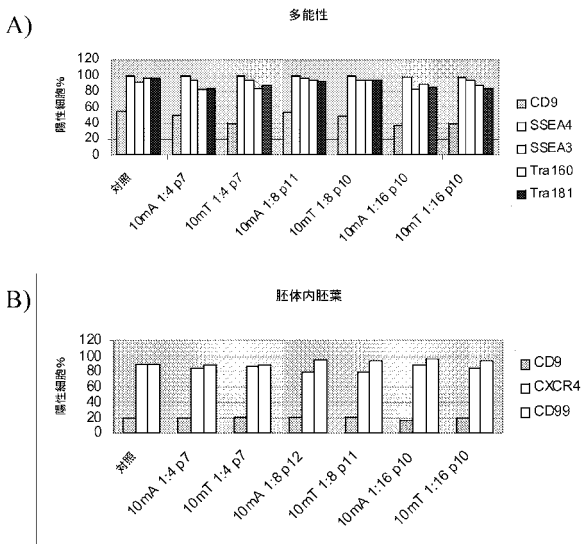 A)
多能性
陽性細胞%
120
100
80
60
40
20
0
対照
10mA 1:4 p7
10mT 1:4 p7
10mA 1:8 p11
10mT 1:8 p10
10mA 1:16 p10
10mT 1:16 p10
CD9
SSEA4
SSEA3
Tra160
Tra181
B)
胚体内胚葉
陽性細胞%
120
100
80
60
40
20
0
対照
10mA 1:4 p7
10mT 1:4 p7
10mA 1:8 p12
10mT 1:8 p11
10mA 1:16 p10
10mT 1:16 p10
CD9
CXCR4
CD99